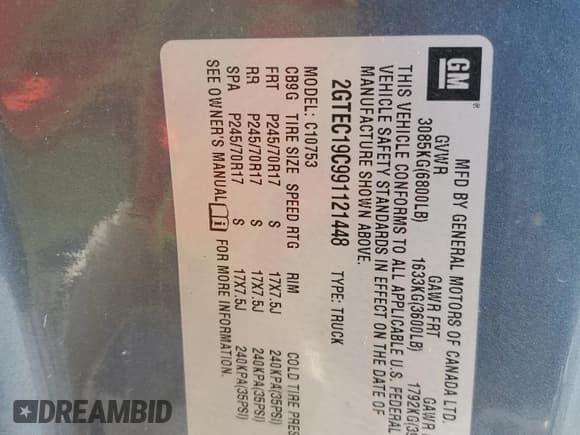 GM ®
MFD BY GENERAL MOTORS OF CANADA LTD.
GVWR GAWR FRT GAWR
3085KG(6800LB) 1633KG(3600LB) 1792KG(39
THIS VEHICLE CONFORMS TO ALL APPLICABLE U.S. FEDERAL
VEHICLE SAFETY STANDARDS IN EFFECT ON THE DATE OF
MANUFACTURE SHOWN ABOVE.
2GTEC19C991121448 TYPE: TRUCK
MODEL: C10753
CB9G TIRE SIZE SPEED RTG RIM COLD TIRE PRES
FRT P245/70R17 S 17X7.5J 240KPA(35PSI)
RR P245/70R17 S 17X7.5J 240KPA(35PSI)
SPA P245/70R17 S 17X7.5J 240KPA(35PSI)
SEE OWNER'S MANUAL i FOR MORE INFORMATION.
DREAMBID